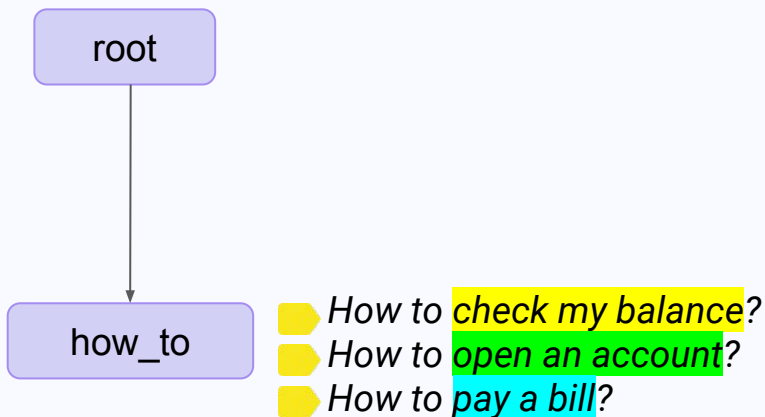 root
how_to
How to check my balance?
How to open an account?
How to pay a bill?